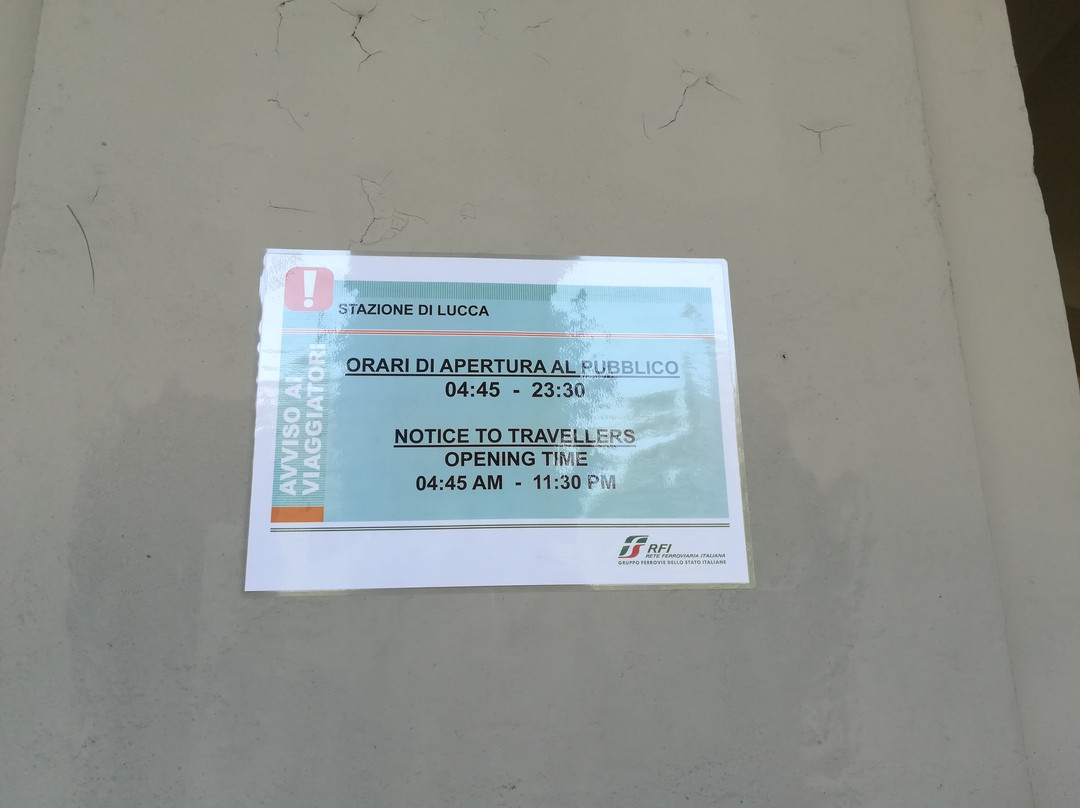 !
STAZIONE DI LUCCA
AVVISO AI
VIAGGIATORI
ORARI DI APERTURA AL PUBBLICO
04:45 - 23:30
NOTICE TO TRAVELLERS
OPENING TIME
04:45 AM - 11:30 PM
RFI
RETE FERROVIARIA ITALIANA
GRUPPO FERROVIE DELLO STATO ITALIANE